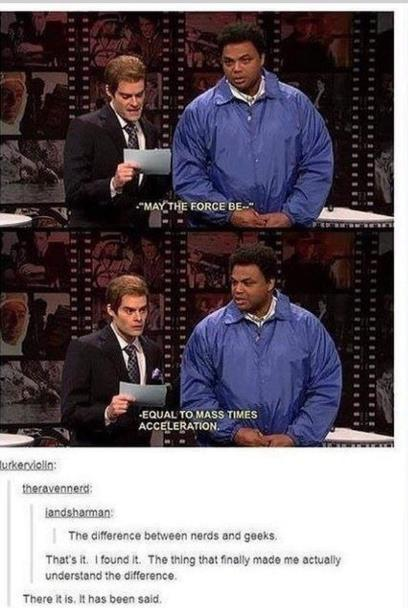 -"MAY THE FORCE BE--"
-EQUAL TO MASS TIMES
ACCELERATION.
lurkerviolin:
theravennerd:
landsharman:
The difference between nerds and geeks.
That's it. I found it. The thing that finally made me actually
understand the difference.
There it is. It has been said.